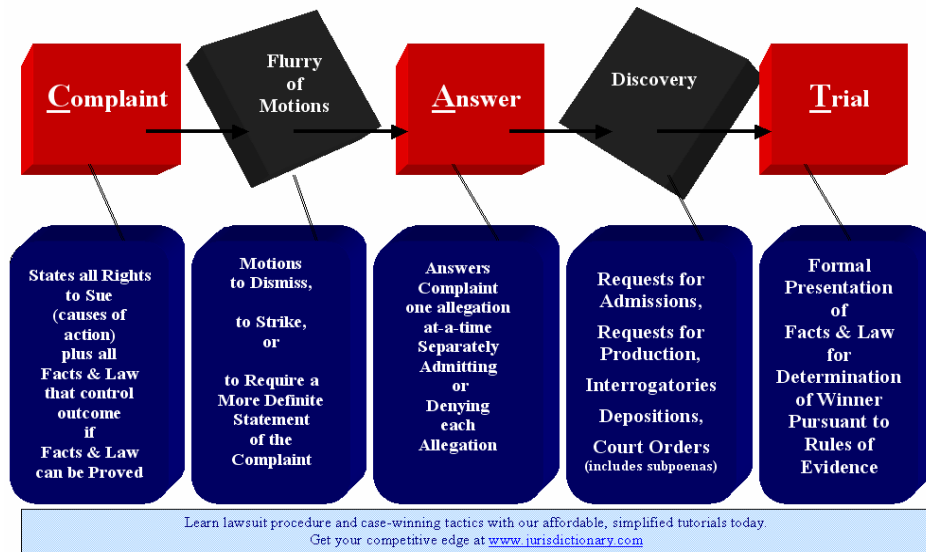 Complaint
Flurry
of
Motions
Answer
Discovery
Trial
States all Rights
to Sue
(causes of
action)
plus all
Facts & Law
that control
outcome
if
Facts & Law
can be Proved
Motions
to Dismiss,
to Strike,
or
to Require a
More Definite
Statement
of the
Complaint
Answers
Complaint
one allegation
at-a-time
Separately
Admitting
or
Denying
each
Allegation
Requests for
Admissions,
Requests for
Production,
Interrogatories
Depositions,
Court Orders
(includes subpoenas)
Formal
Presentation
of
Facts & Law
for
Determination
of Winner
Pursuant to
Rules of
Evidence
Learn lawsuit procedure and case-winning tactics with our affordable, simplified tutorials today.
Get your competitive edge at www.jurisdictionary.com